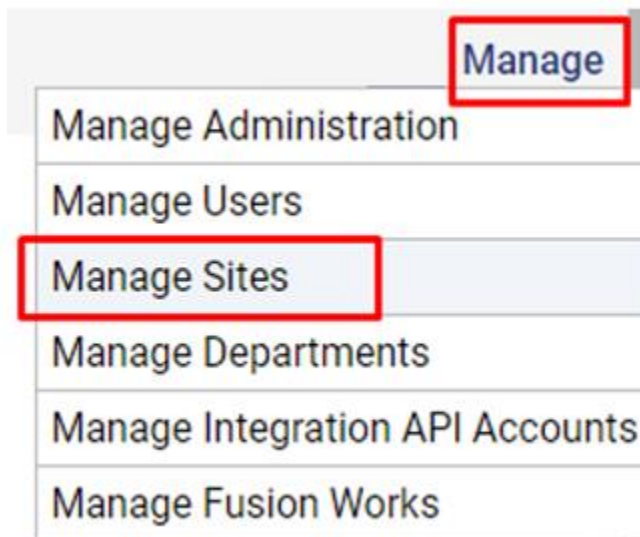 Manage
Manage Administration
Manage Users
Manage Sites
Manage Departments
Manage Integration API Accounts
Manage Fusion Works